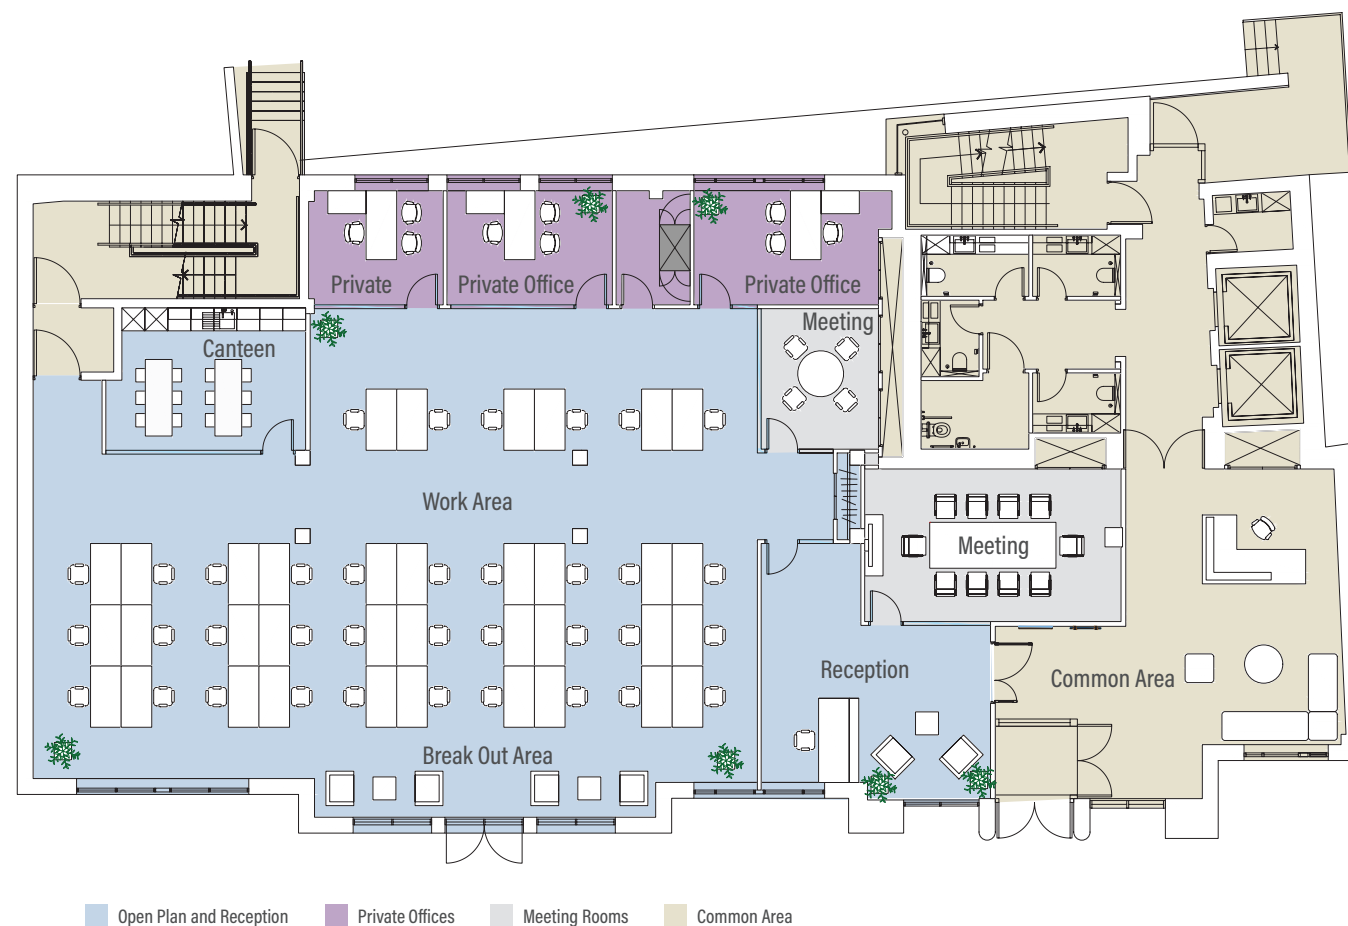 Private
Private Office
Private Office
Meeting
Canteen
Work Area
Meeting
Reception
Common Area
Break Out Area
Open Plan and Reception
Private Offices
Meeting Rooms
Common Area